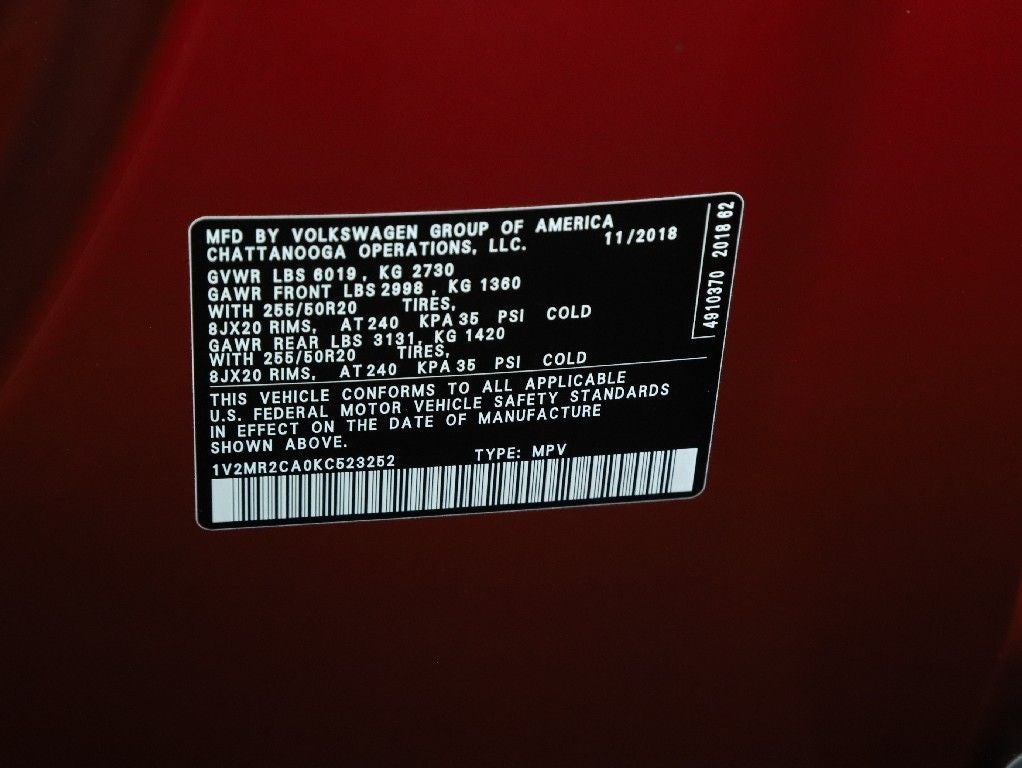 MFD BY VOLKSWAGEN GROUP OF AMERICA
CHATTANOOGA OPERATIONS, LLC. 11/2018
GVWR LBS 6019, KG 2730
GAWR FRONT LBS 2998, KG 1360
WITH 255/50R20 TIRES,
8JX20 RIMS, AT 240 KPA 35 PSI COLD
GAWR REAR LBS 3131, KG 1420
WITH 255/50R20 TIRES,
8JX20 RIMS, AT 240 KPA 35 PSI COLD
THIS VEHICLE CONFORMS TO ALL APPLICABLE
U.S. FEDERAL MOTOR VEHICLE SAFETY STANDARDS
IN EFFECT ON THE DATE OF MANUFACTURE
SHOWN ABOVE.
1V2MR2CA0KC523252 TYPE: MPV
4910370 2018 62